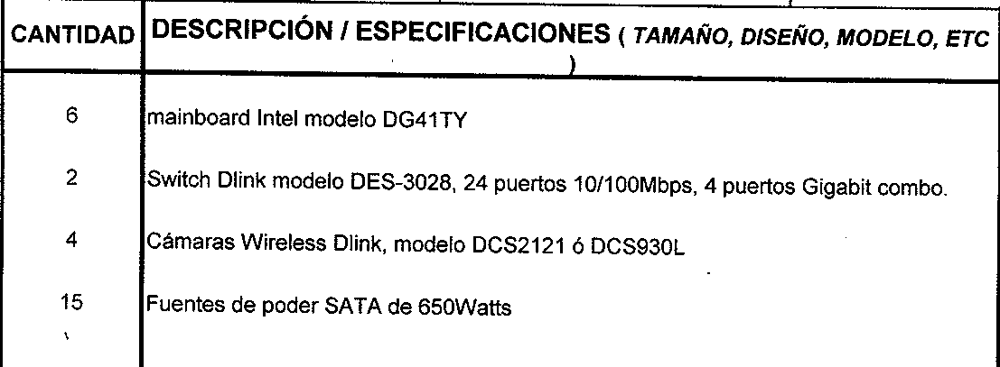 CANTIDAD DESCRIPCIÓN / ESPECIFICACIONES ( TAMAÑO, DISEÑO, MODELO, ETC
)
6 mainboard Intel modelo DG41TY
2 Switch Dlink modelo DES-3028, 24 puertos 10/100Mbps, 4 puertos Gigabit combo.
4 Cámaras Wireless Dlink, modelo DCS2121 ó DCS930L
15 Fuentes de poder SATA de 650Watts